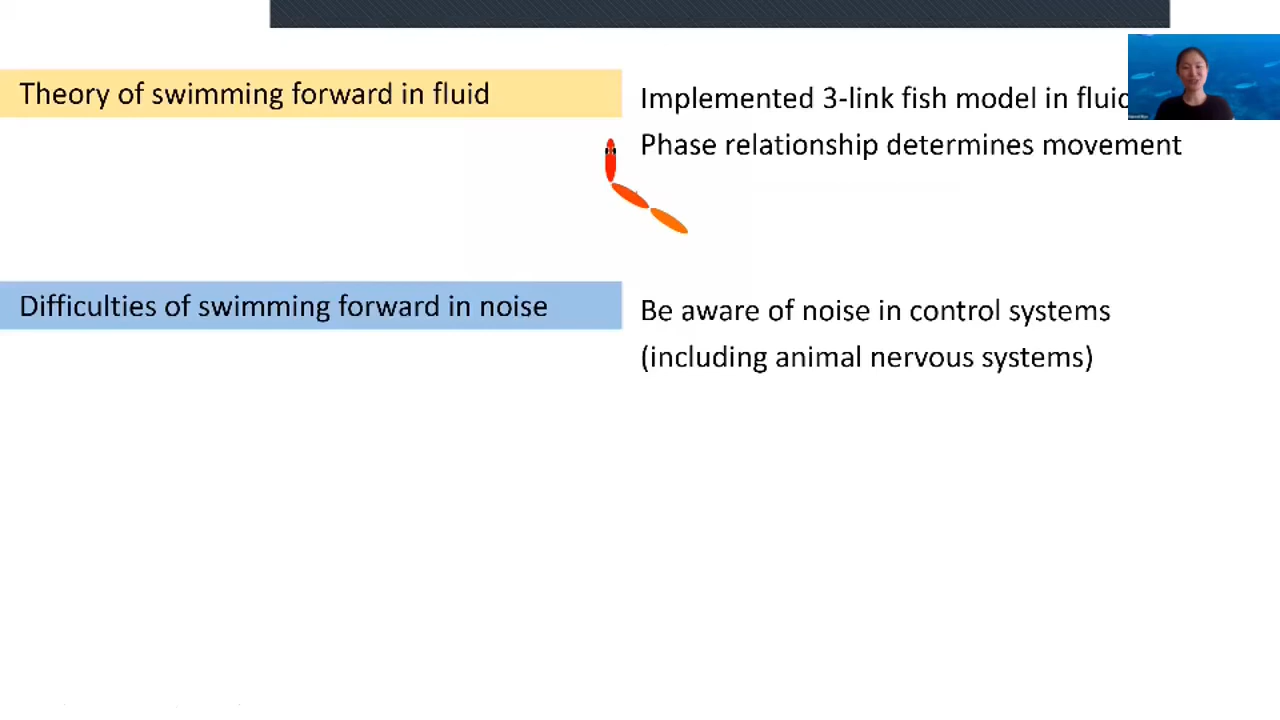 Theory of swimming forward in fluid
Implemented 3-link fish model in fluid
Phase relationship determines movement
Difficulties of swimming forward in noise
Be aware of noise in control systems
(including animal nervous systems)